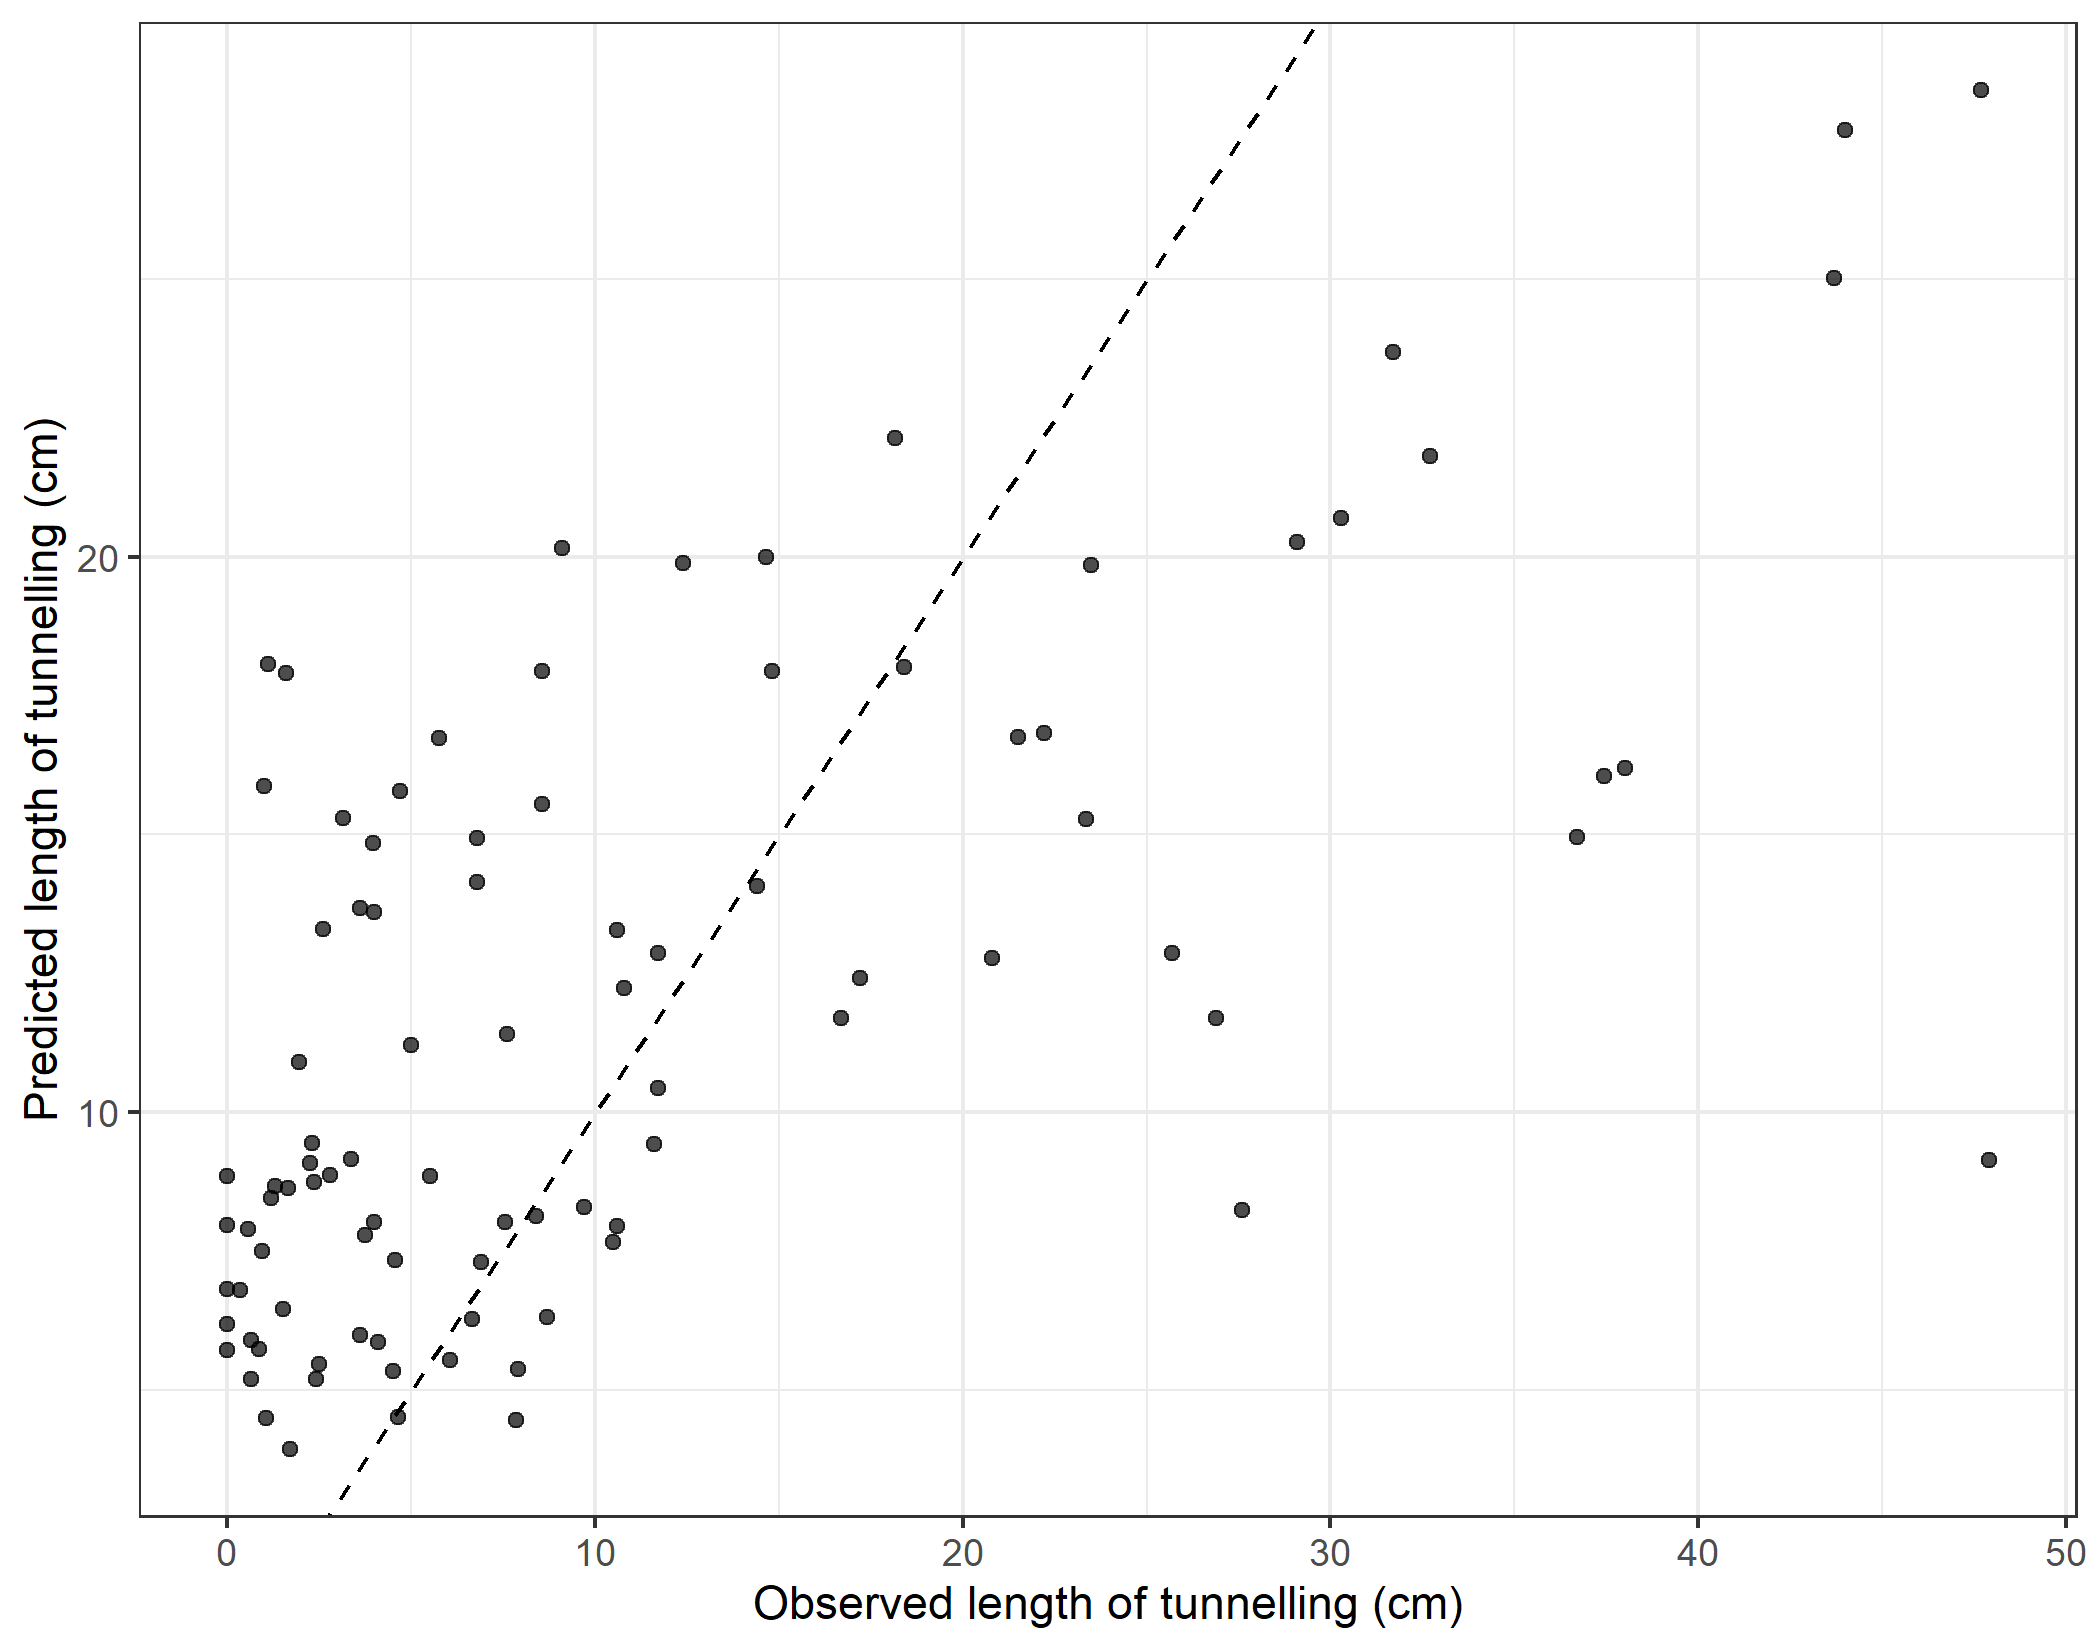 Predicted length of tunnelling (cm)
20
10
0 10 20 30 40 50
Observed length of tunnelling (cm)